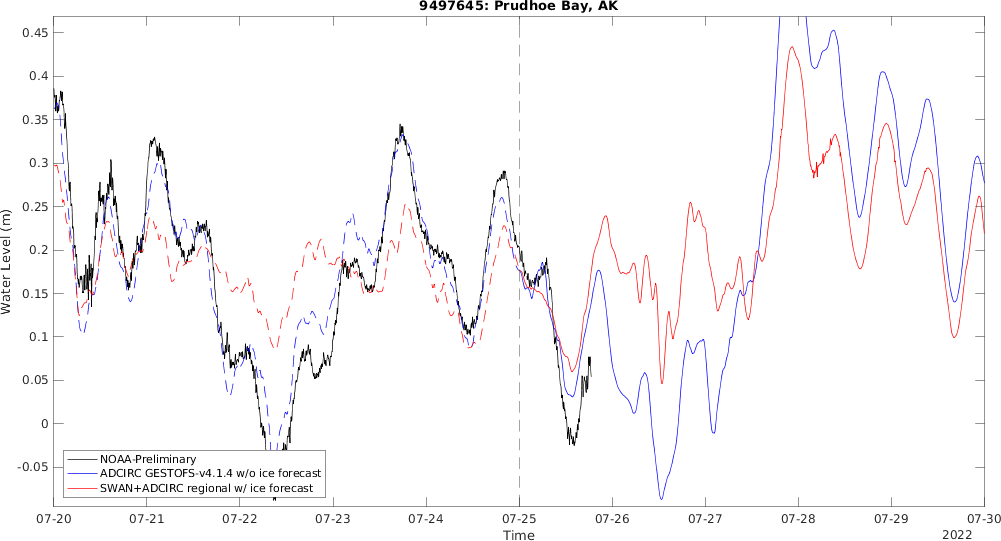 9497645: Prudhoe Bay, AK
Water Level (m)
0.45
0.4
0.35
0.3
0.25
0.2
0.15
0.1
0.05
0
-0.05
NOAA-Preliminary
ADCIRC GESTOFS-v4.1.4 w/o ice forecast
SWAN+ADCIRC regional w/ ice forecast
07-20 07-21 07-22 07-23 07-24 07-25 07-26 07-27 07-28 07-29 07-30
Time
2022